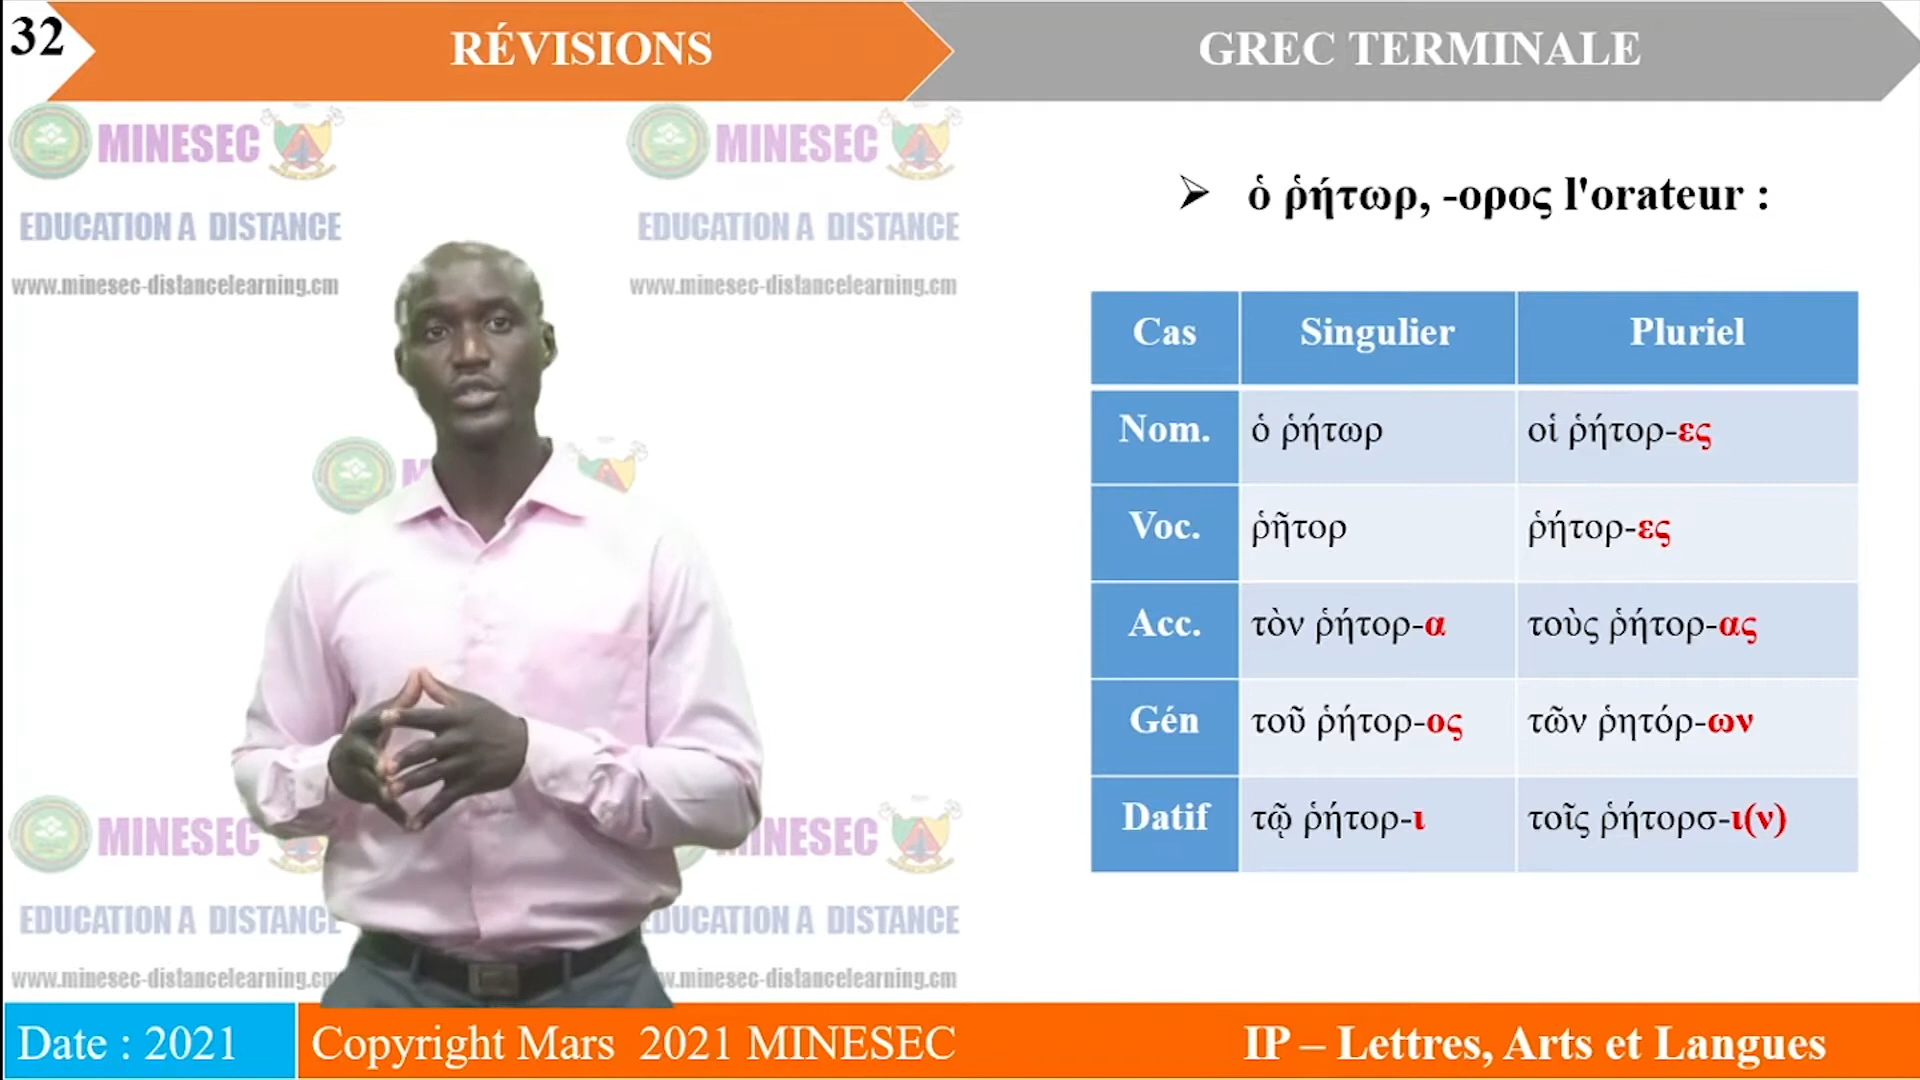 32
RÉVISIONS
GREC TERMINALE
MINESEC
EDUCATION A DISTANCE
www.minesec-distancelearning.cm
MINESEC
EDUCATION A DISTANCE
www.minesec-distancelearning.cm
MINESEC
EDUCATION A DISTANCE
MINESEC
www.minesec-distancelearning.cm
➢ ὁ ῥήτωρ, -ορος l'orateur :
Cas Singulier Pluriel
Nom. ὁ ῥήτωρ οἱ ῥήτορ-ες
Voc. ῥῆτορ ῥήτορ-ες
Acc. τὸν ῥήτορ-α τοὺς ῥήτορ-ας
Gén τοῦ ῥήτορ-ος τῶν ῥητόρ-ων
Datif τῷ ῥήτορ-ι τοῖς ῥήτορσ-ι(ν)
Date : 2021
Copyright Mars 2021 MINESEC
IP – Lettres, Arts et Langues